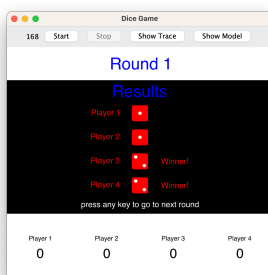 Dice Game
168 Start Stop Show Trace Show Model
Round 1
Results
Player 1
Player 2
Player 3 Winner!
Player 4 Winner!
press any key to go to next round
Player 1 Player 2 Player 3 Player 4
0 0 0 0